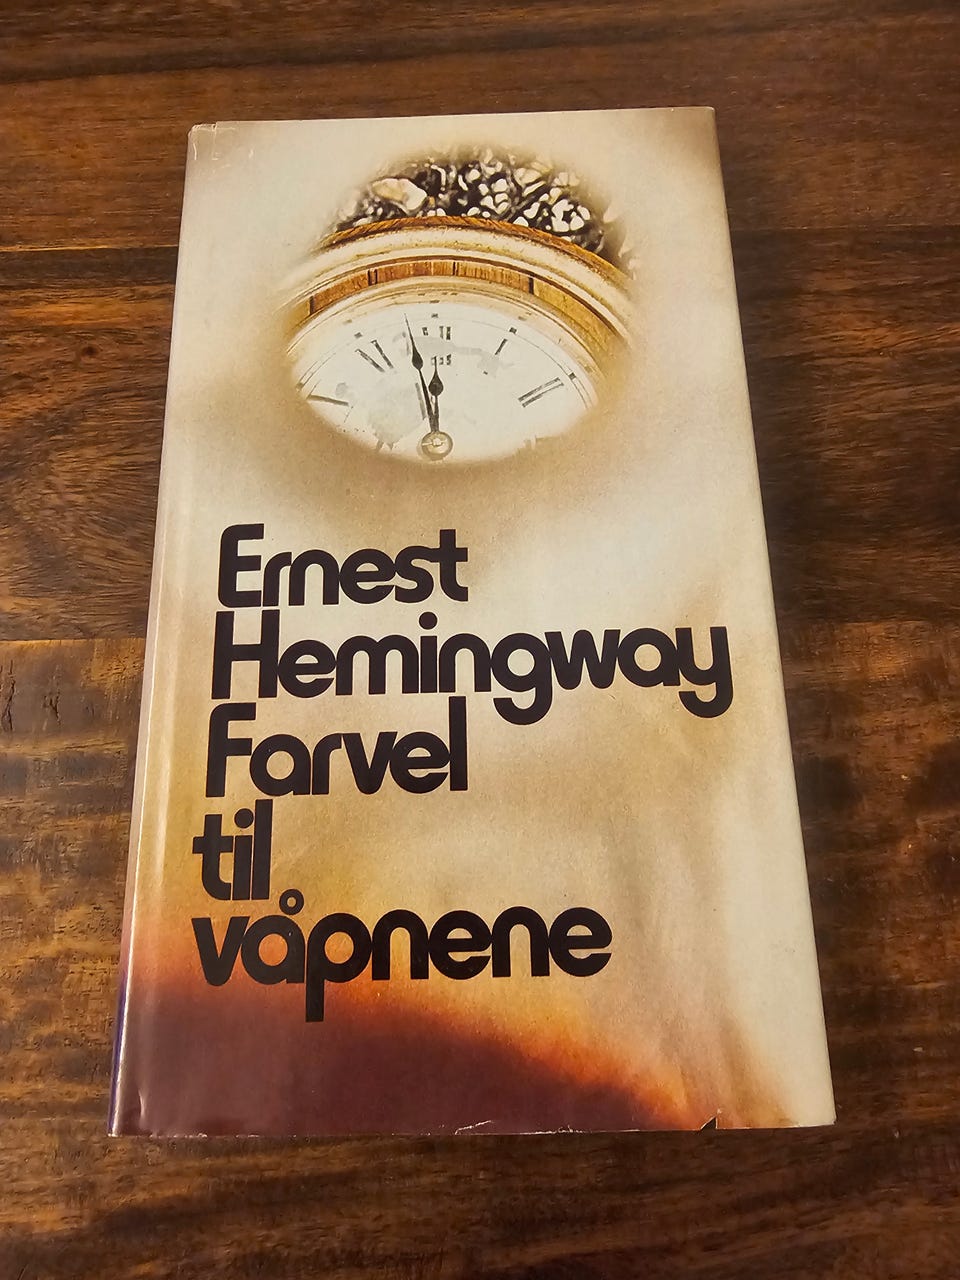 Ernest
Hemingway
Farvel
til
våpnene